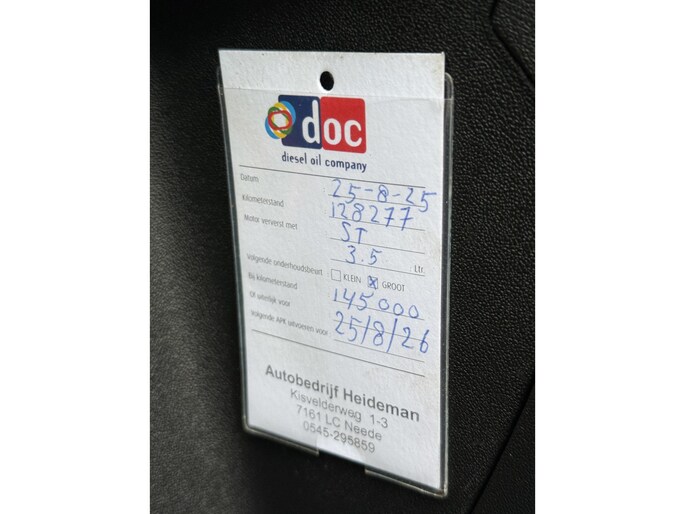 doc
diesel oil company
Datum 25-8-25
Kilometerstand 128277
Motor ververst met ST
3.5 Ltr.
Volgende onderhoudsbeurt KLEIN GROOT
Bij kilometerstand 145000
Of uiterlijk voor 25/8/26
Volgende APK uitvoeren voor
Autobedrijf Heideman
Kisvelderweg 1-3
7161 LC Neede
0545-295859